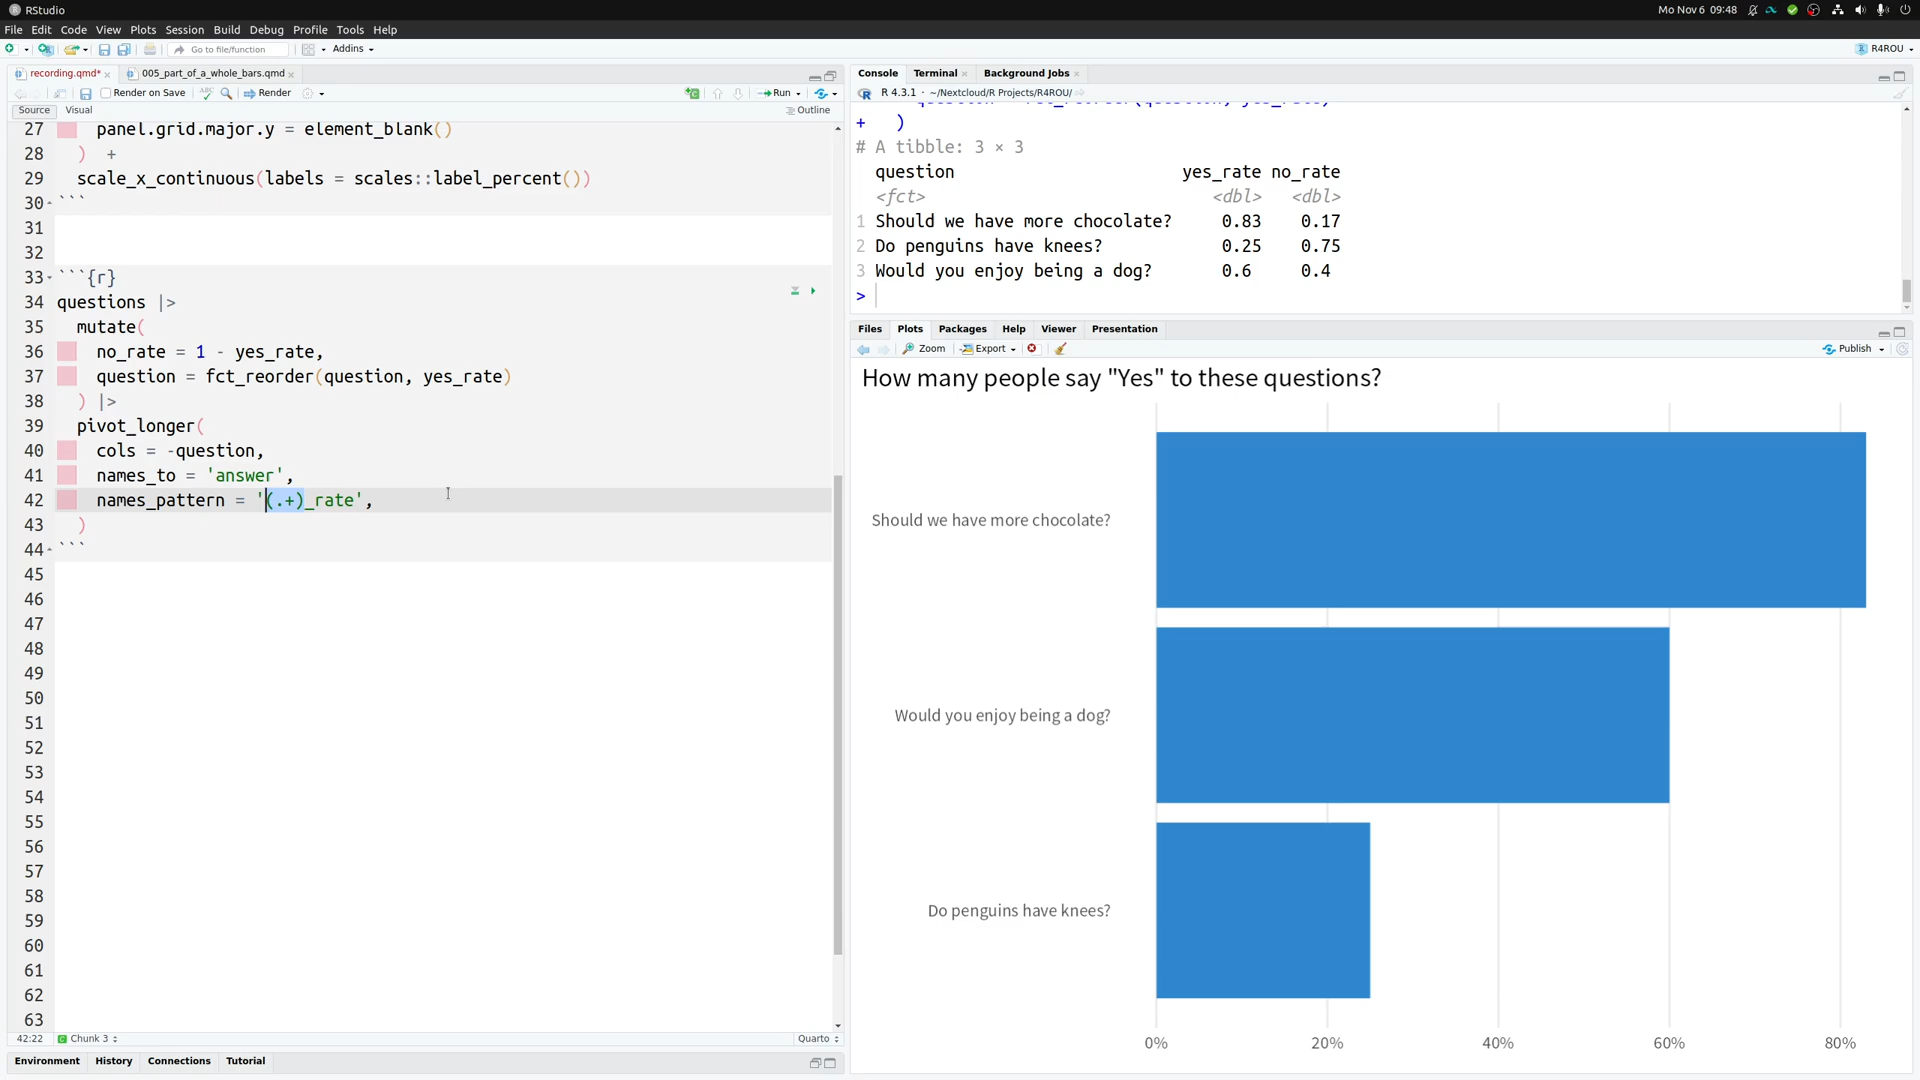 RStudio
Mo Nov 6 09:48
File Edit Code View Plots Session Build Debug Profile Tools Help
Go to file/function
Addins
R4ROU
recording.qmd*
005_part_of_a_whole_bars.qmd
Render on Save
Render
Run
Source
Visual
Outline
27 panel.grid.major.y = element_blank()
28 ) +
29 scale_x_continuous(labels = scales::label_percent())
30 ```
31
32
33 ```{r}
34 questions |>
35 mutate(
36 no_rate = 1 - yes_rate,
37 question = fct_reorder(question, yes_rate)
38 ) |>
39 pivot_longer(
40 cols = -question,
41 names_to = 'answer',
42 names_pattern = '(.+)_rate',
43 )
44 ```
45
46
47
48
49
50
51
52
53
54
55
56
57
58
59
60
61
62
63
42:22
Chunk 3
Quarto
Environment History Connections Tutorial
Console Terminal Background Jobs
R 4.3.1 · ~/Nextcloud/R Projects/R4ROU/
+ )
# A tibble: 3 × 3
question yes_rate no_rate
<fct> <dbl> <dbl>
1 Should we have more chocolate? 0.83 0.17
2 Do penguins have knees? 0.25 0.75
3 Would you enjoy being a dog? 0.6 0.4
>
Files Plots Packages Help Viewer Presentation
Zoom
Export
Publish
How many people say "Yes" to these questions?
Should we have more chocolate?
Would you enjoy being a dog?
Do penguins have knees?
0% 20% 40% 60% 80%